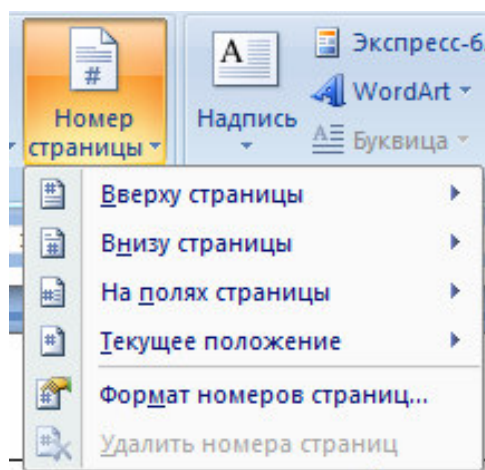 Номер
страницы
Надпись
Экспресс-б
WordArt
Буквица
Вверху страницы
Внизу страницы
На полях страницы
Текущее положение
Формат номеров страниц...
Удалить номера страниц